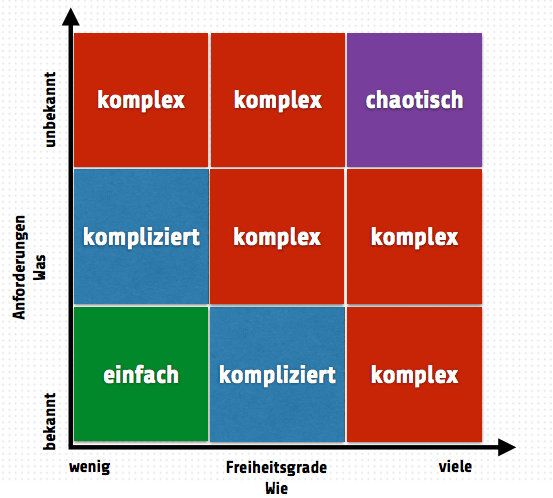 unbekannt
komplex
komplex
chaotisch
Anforderungen
Was
kompliziert
komplex
komplex
bekannt
einfach
kompliziert
komplex
wenig
Freiheitsgrade
viele
Wie